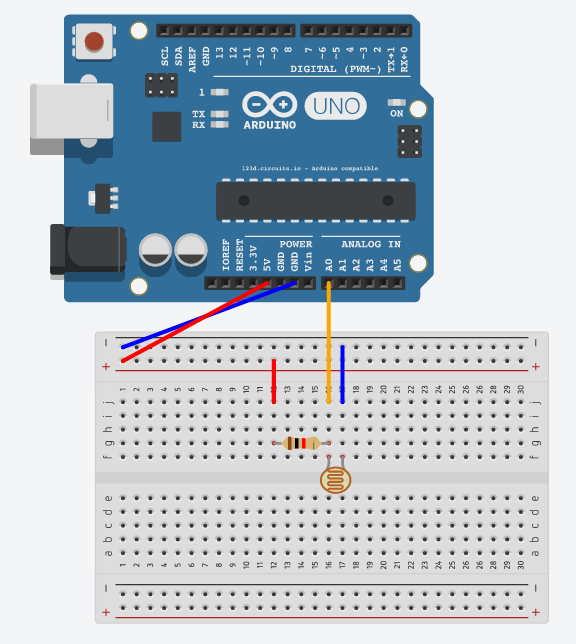 SCL SDA AREF GND 13 12 ~11 ~10 ~9 8 7 ~6 ~5 4 ~3 2 TX→1 RX←0
DIGITAL (PWM~)
1
TX
RX
UNO
ARDUINO
ON
123d.circuits.io - Arduino compatible
POWER ANALOG IN
IOREF RESET 3.3V 5V GND GND Vin A0 A1 A2 A3 A4 A5
− −
+ +
1 2 3 4 5 6 7 8 9 10 11 12 13 14 15 16 17 18 19 20 21 22 23 24 25 26 26 28 29 30
j j
i i
h h
g g
f f
e e
d d
c c
b b
a a
1 2 3 4 5 6 7 8 9 10 11 12 13 14 15 16 17 18 19 20 21 22 23 24 25 26 26 28 29 30
− −
+ +